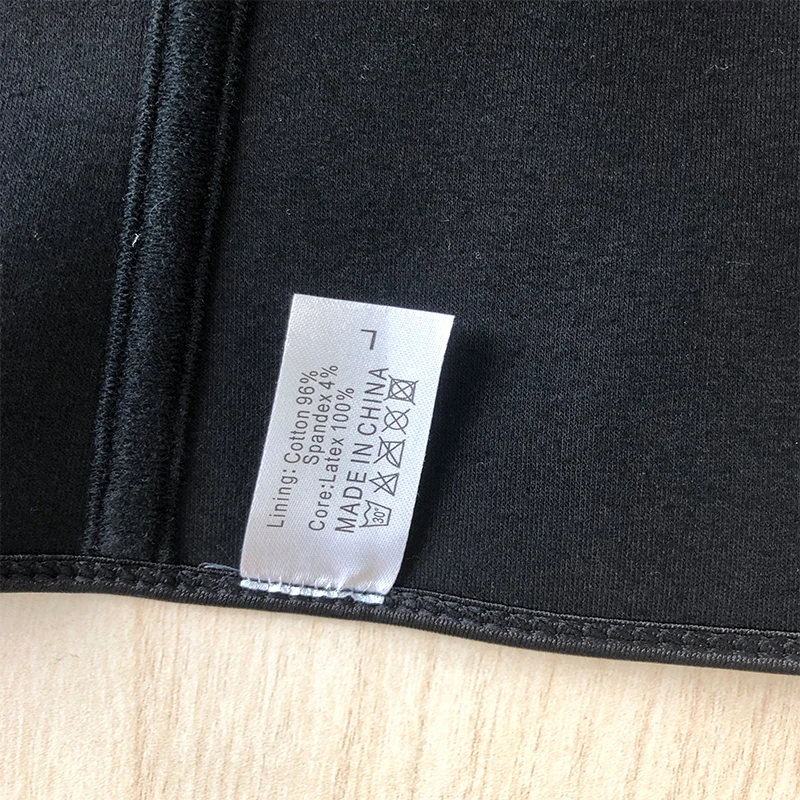 L
Lining: Cotton 96%
Spandex 4%
Core:Latex 100%
MADE IN CHINA
30°